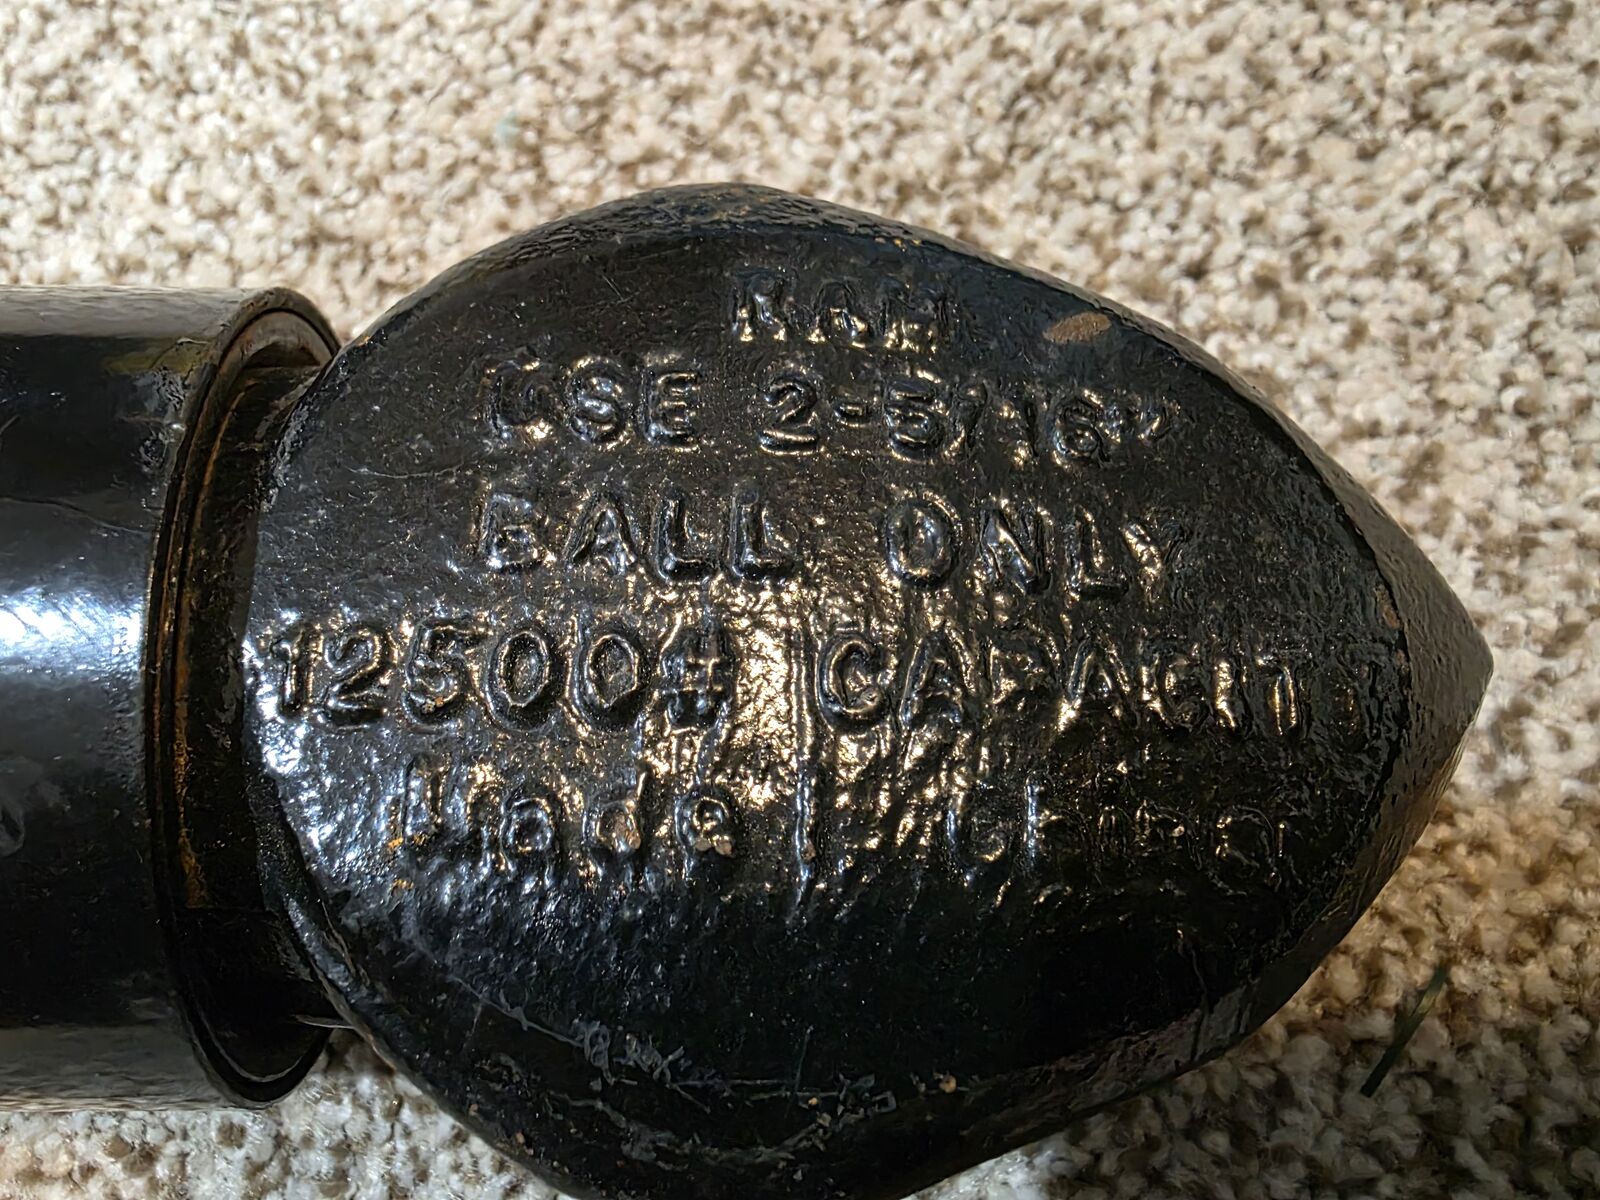 RAM
USE 2-5/16"
BALL ONLY
12500# CAPACITY